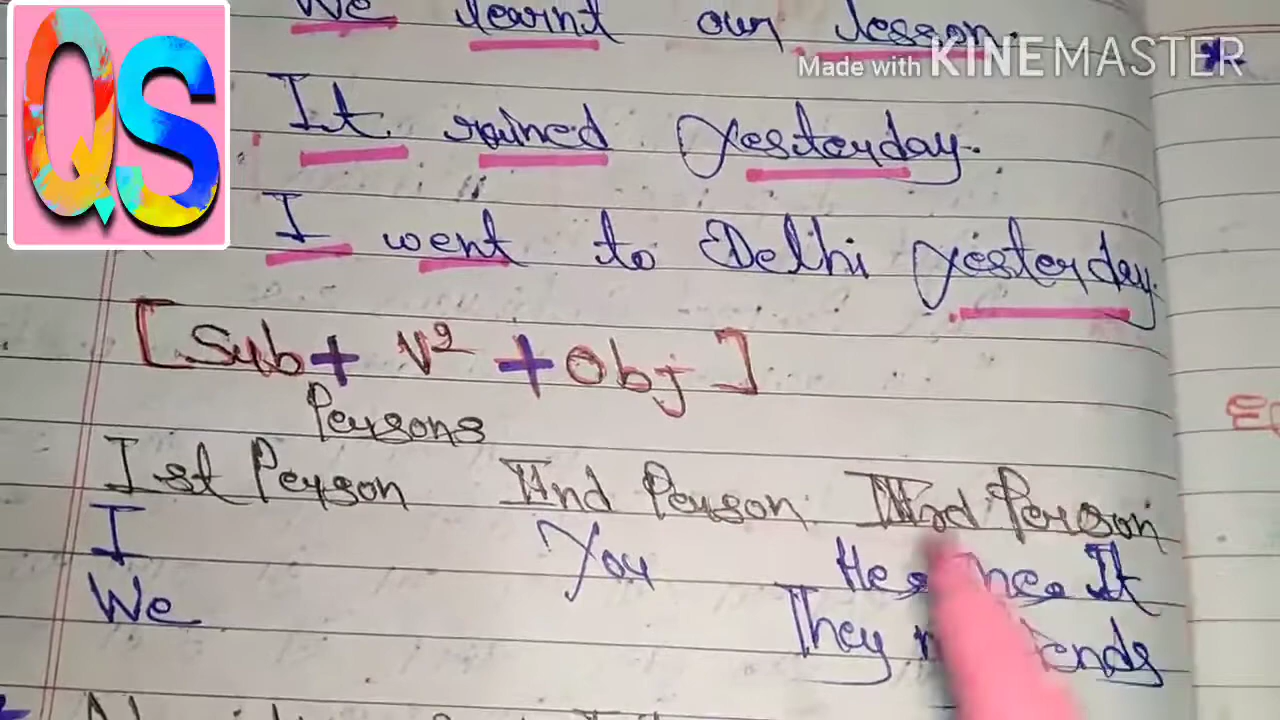 We learnt our lesson.
Made with KINEMASTER
QS
It rained yesterday.
I went to Delhi yesterday.
[Sub + V2 + Obj]
Persons
Ist Person IInd Person IIIrd Person
I You He She It
We They friends